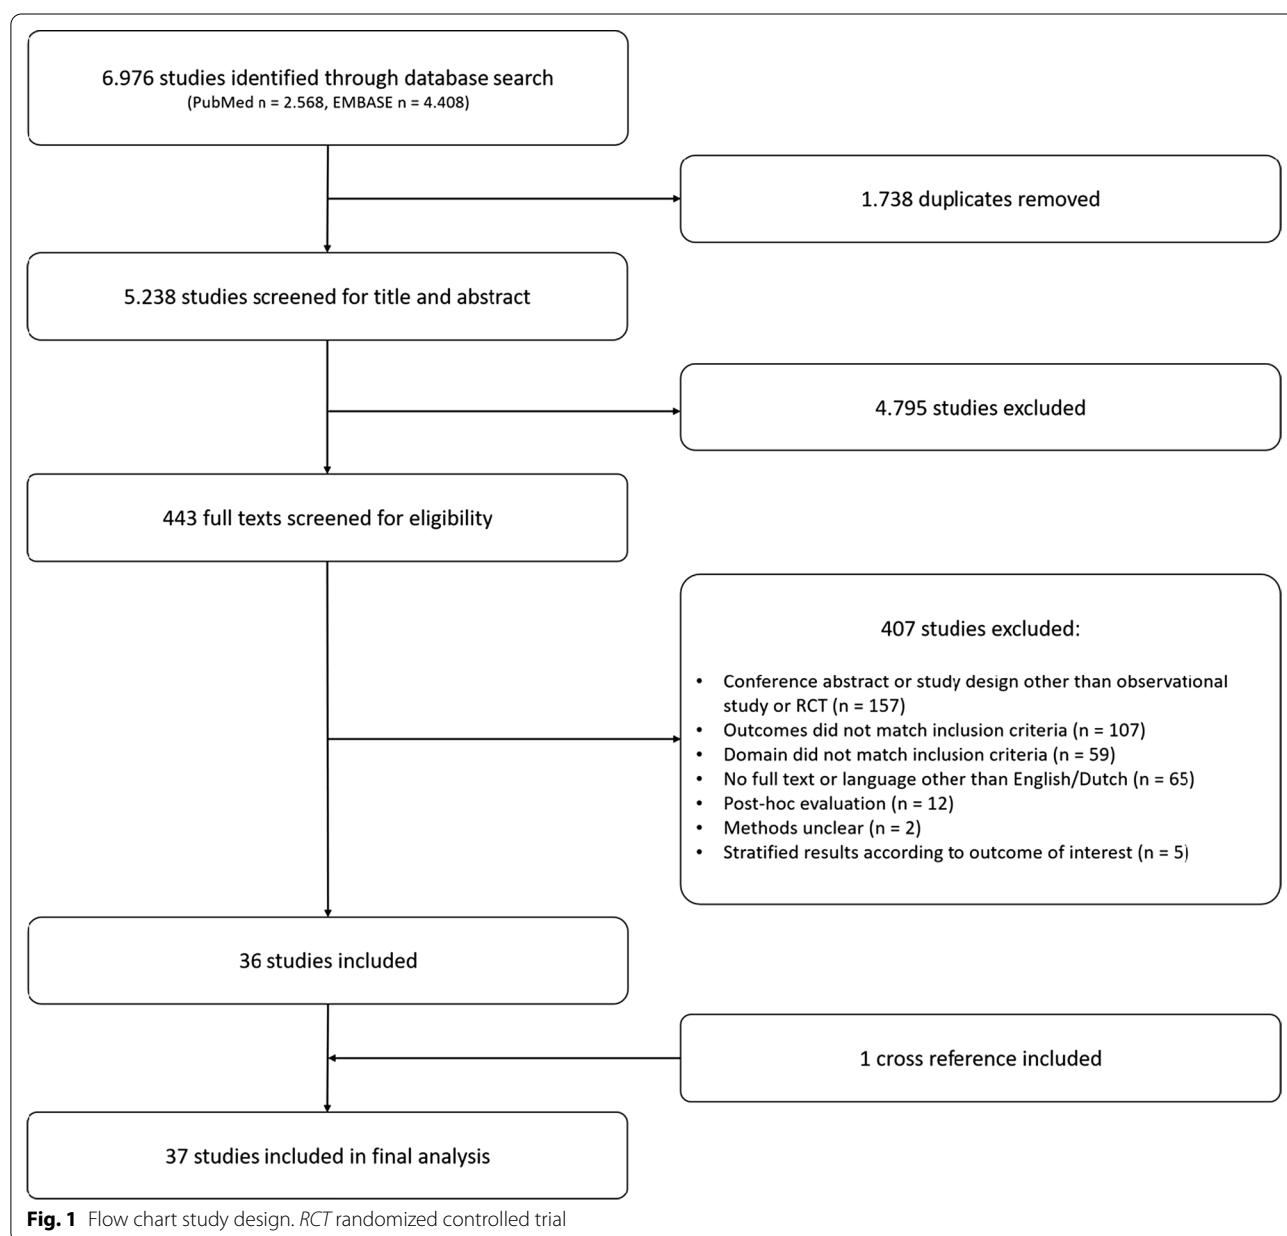 6.976 studies identified through database search
(PubMed n = 2.568, EMBASE n = 4.408)
1.738 duplicates removed
5.238 studies screened for title and abstract
4.795 studies excluded
443 full texts screened for eligibility
407 studies excluded:
• Conference abstract or study design other than observational
study or RCT (n = 157)
• Outcomes did not match inclusion criteria (n = 107)
• Domain did not match inclusion criteria (n = 59)
• No full text or language other than English/Dutch (n = 65)
• Post-hoc evaluation (n = 12)
• Methods unclear (n = 2)
• Stratified results according to outcome of interest (n = 5)
36 studies included
1 cross reference included
37 studies included in final analysis
Fig. 1 Flow chart study design. RCT randomized controlled trial